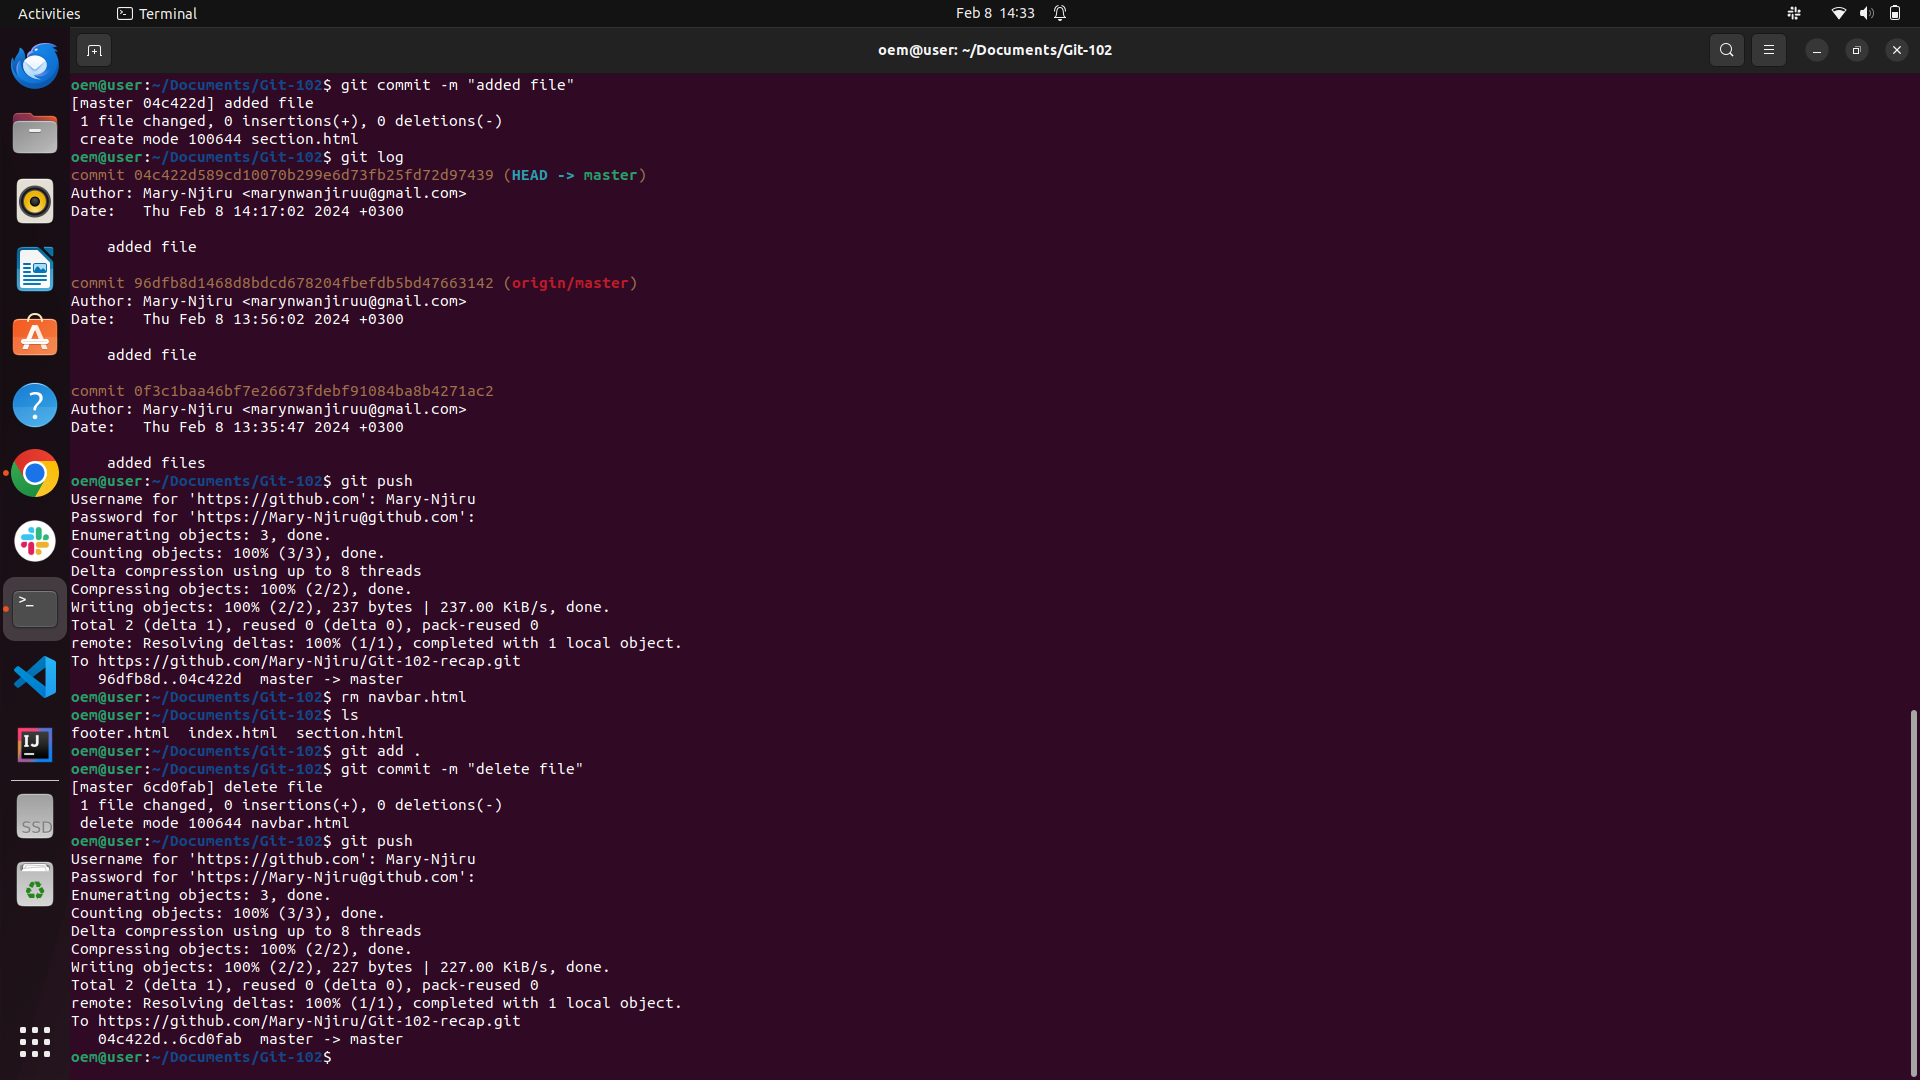 Activities
Terminal
Feb 8 14:33
oem@user: ~/Documents/Git-102
oem@user:~/Documents/Git-102$ git commit -m "added file"
[master 04c422d] added file
 1 file changed, 0 insertions(+), 0 deletions(-)
 create mode 100644 section.html
oem@user:~/Documents/Git-102$ git log
commit 04c422d589cd10070b299e6d73fb25fd72d97439 (HEAD -> master)
Author: Mary-Njiru <marynwanjiruu@gmail.com>
Date:   Thu Feb 8 14:17:02 2024 +0300
    added file
commit 96dfb8d1468d8bdcd678204fbefdb5bd47663142 (origin/master)
Author: Mary-Njiru <marynwanjiruu@gmail.com>
Date:   Thu Feb 8 13:56:02 2024 +0300
    added file
commit 0f3c1baa46bf7e26673fdebf91084ba8b4271ac2
Author: Mary-Njiru <marynwanjiruu@gmail.com>
Date:   Thu Feb 8 13:35:47 2024 +0300
    added files
oem@user:~/Documents/Git-102$ git push
Username for 'https://github.com': Mary-Njiru
Password for 'https://Mary-Njiru@github.com':
Enumerating objects: 3, done.
Counting objects: 100% (3/3), done.
Delta compression using up to 8 threads
Compressing objects: 100% (2/2), done.
Writing objects: 100% (2/2), 237 bytes | 237.00 KiB/s, done.
Total 2 (delta 1), reused 0 (delta 0), pack-reused 0
remote: Resolving deltas: 100% (1/1), completed with 1 local object.
To https://github.com/Mary-Njiru/Git-102-recap.git
   96dfb8d..04c422d  master -> master
oem@user:~/Documents/Git-102$ rm navbar.html
oem@user:~/Documents/Git-102$ ls
footer.html  index.html  section.html
oem@user:~/Documents/Git-102$ git add .
oem@user:~/Documents/Git-102$ git commit -m "delete file"
[master 6cd0fab] delete file
 1 file changed, 0 insertions(+), 0 deletions(-)
 delete mode 100644 navbar.html
oem@user:~/Documents/Git-102$ git push
Username for 'https://github.com': Mary-Njiru
Password for 'https://Mary-Njiru@github.com':
Enumerating objects: 3, done.
Counting objects: 100% (3/3), done.
Delta compression using up to 8 threads
Compressing objects: 100% (2/2), done.
Writing objects: 100% (2/2), 227 bytes | 227.00 KiB/s, done.
Total 2 (delta 1), reused 0 (delta 0), pack-reused 0
remote: Resolving deltas: 100% (1/1), completed with 1 local object.
To https://github.com/Mary-Njiru/Git-102-recap.git
   04c422d..6cd0fab  master -> master
oem@user:~/Documents/Git-102$
IJ
SSD